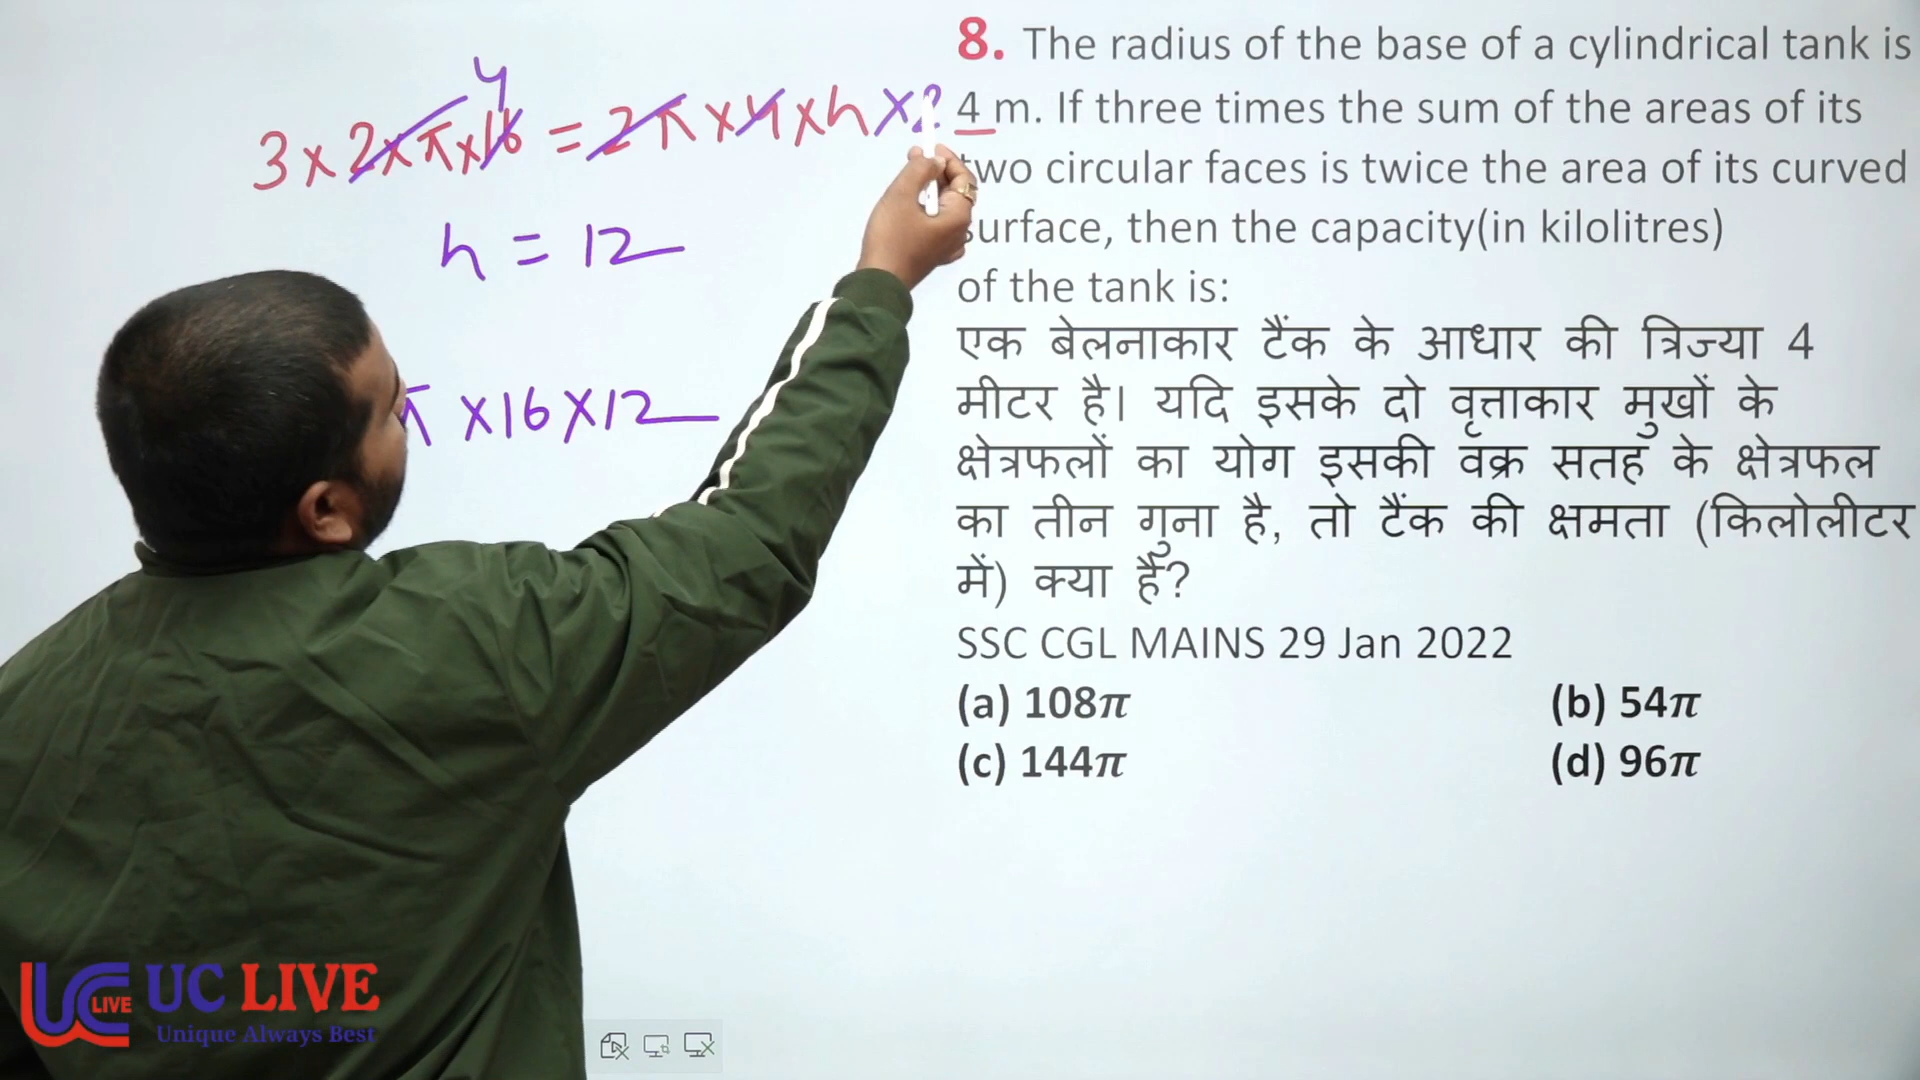 4
3 × 2 × π × 16 = 2π × 4 × h × 2
h = 12
π × 16 × 12
8. The radius of the base of a cylindrical tank is
4 m. If three times the sum of the areas of its
two circular faces is twice the area of its curved
surface, then the capacity(in kilolitres)
of the tank is:
एक बेलनाकार टैंक के आधार की त्रिज्या 4
मीटर है। यदि इसके दो वृत्ताकार मुखों के
क्षेत्रफलों का योग इसकी वक्र सतह के क्षेत्रफल
का तीन गुना है, तो टैंक की क्षमता (किलोलीटर
में) क्या है?
SSC CGL MAINS 29 Jan 2022
(a) 108π (b) 54π
(c) 144π (d) 96π
UC LIVE
LIVE
Unique Always Best